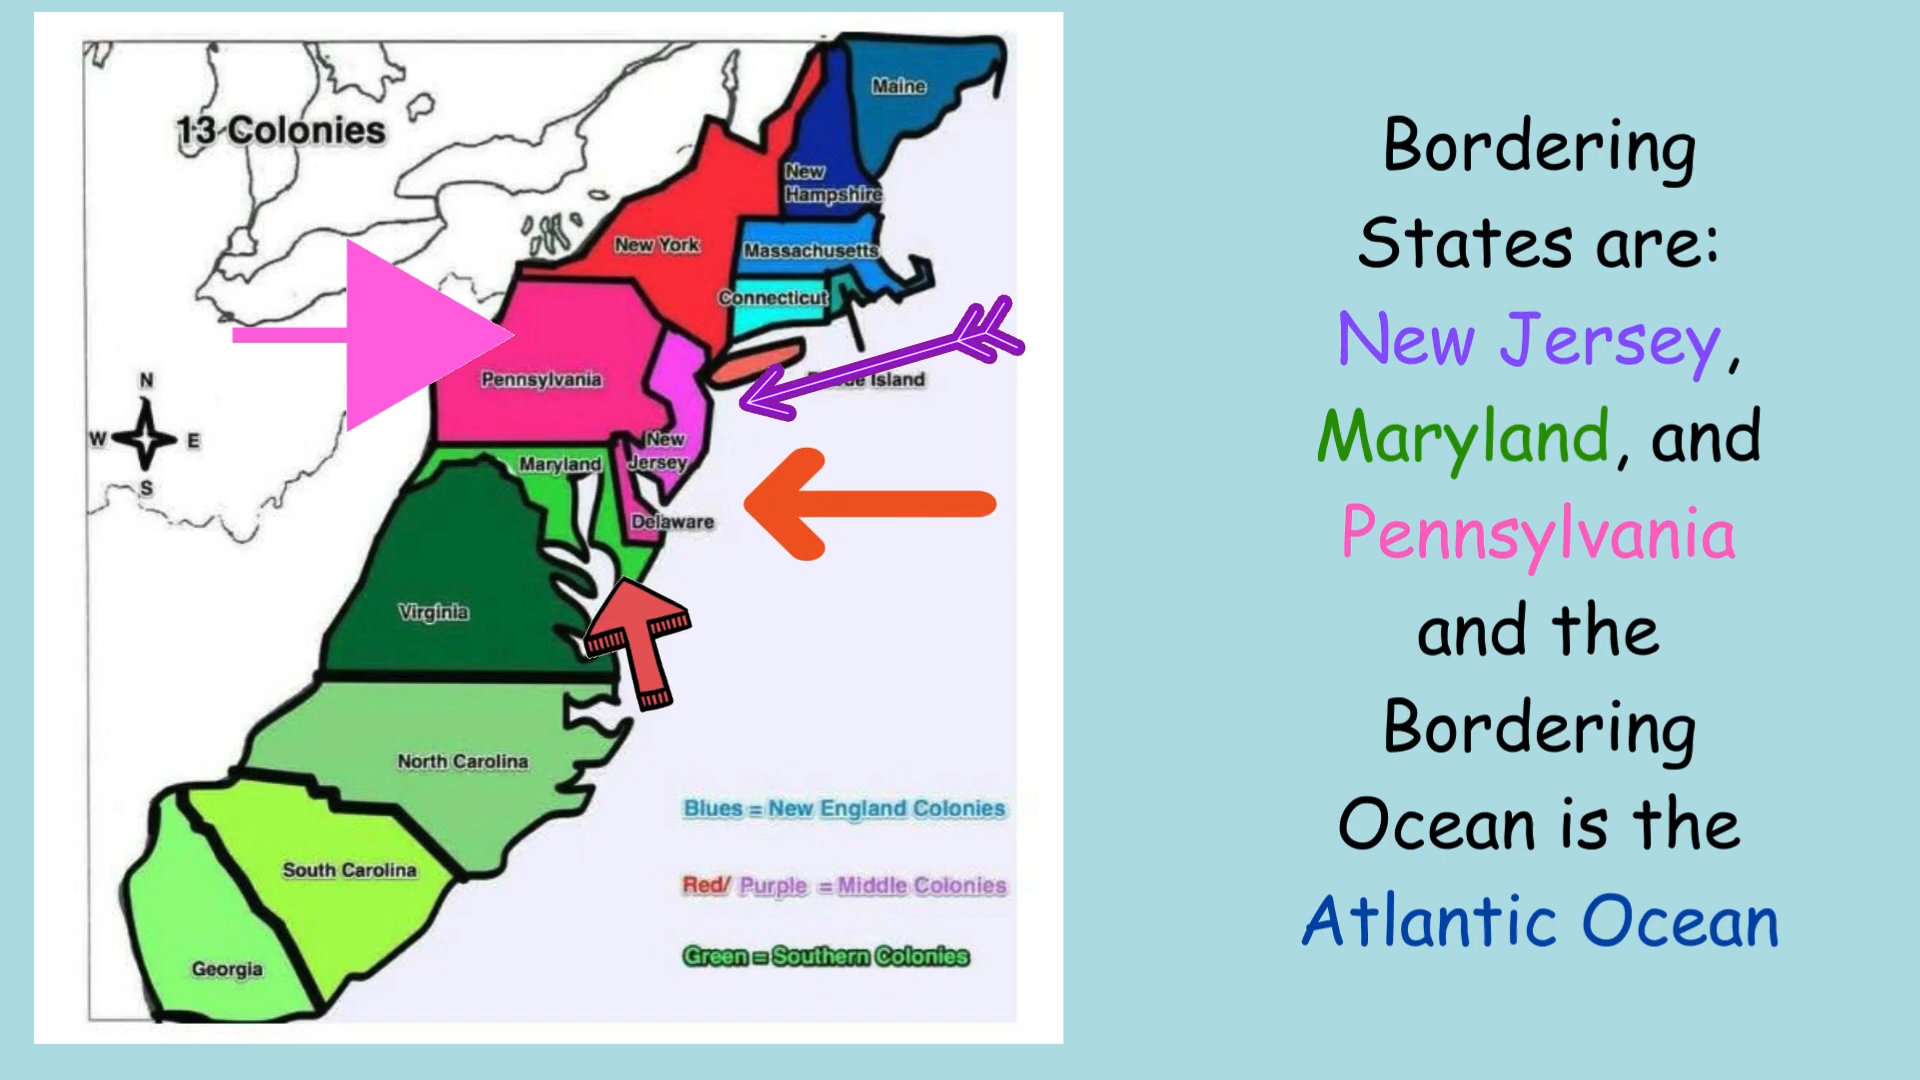 13 Colonies
Maine
New
Hampshire
New York
Massachusetts
Connecticut
Island
Pennsylvania
New
Jersey
Maryland
Delaware
Virginia
North Carolina
South Carolina
Georgia
N
W E
S
Blues = New England Colonies
Red/ Purple = Middle Colonies
Green = Southern Colonies
Bordering
States are:
New Jersey,
Maryland, and
Pennsylvania
and the
Bordering
Ocean is the
Atlantic Ocean